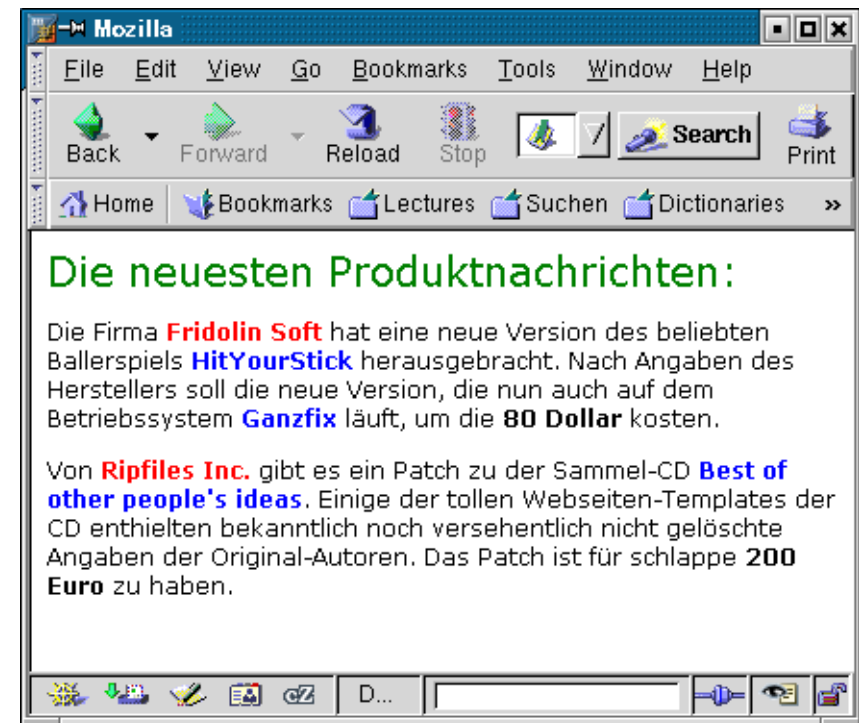 Mozilla
File Edit View Go Bookmarks Tools Window Help
Back Forward Reload Stop Search Print
Home Bookmarks Lectures Suchen Dictionaries »
Die neuesten Produktnachrichten:
Die Firma Fridolin Soft hat eine neue Version des beliebten
Ballerspiels HitYourStick herausgebracht. Nach Angaben des
Herstellers soll die neue Version, die nun auch auf dem
Betriebssystem Ganzfix läuft, um die 80 Dollar kosten.
Von Ripfiles Inc. gibt es ein Patch zu der Sammel-CD Best of
other people's ideas. Einige der tollen Webseiten-Templates der
CD enthielten bekanntlich noch versehentlich nicht gelöschte
Angaben der Original-Autoren. Das Patch ist für schlappe 200
Euro zu haben.
cZ D...